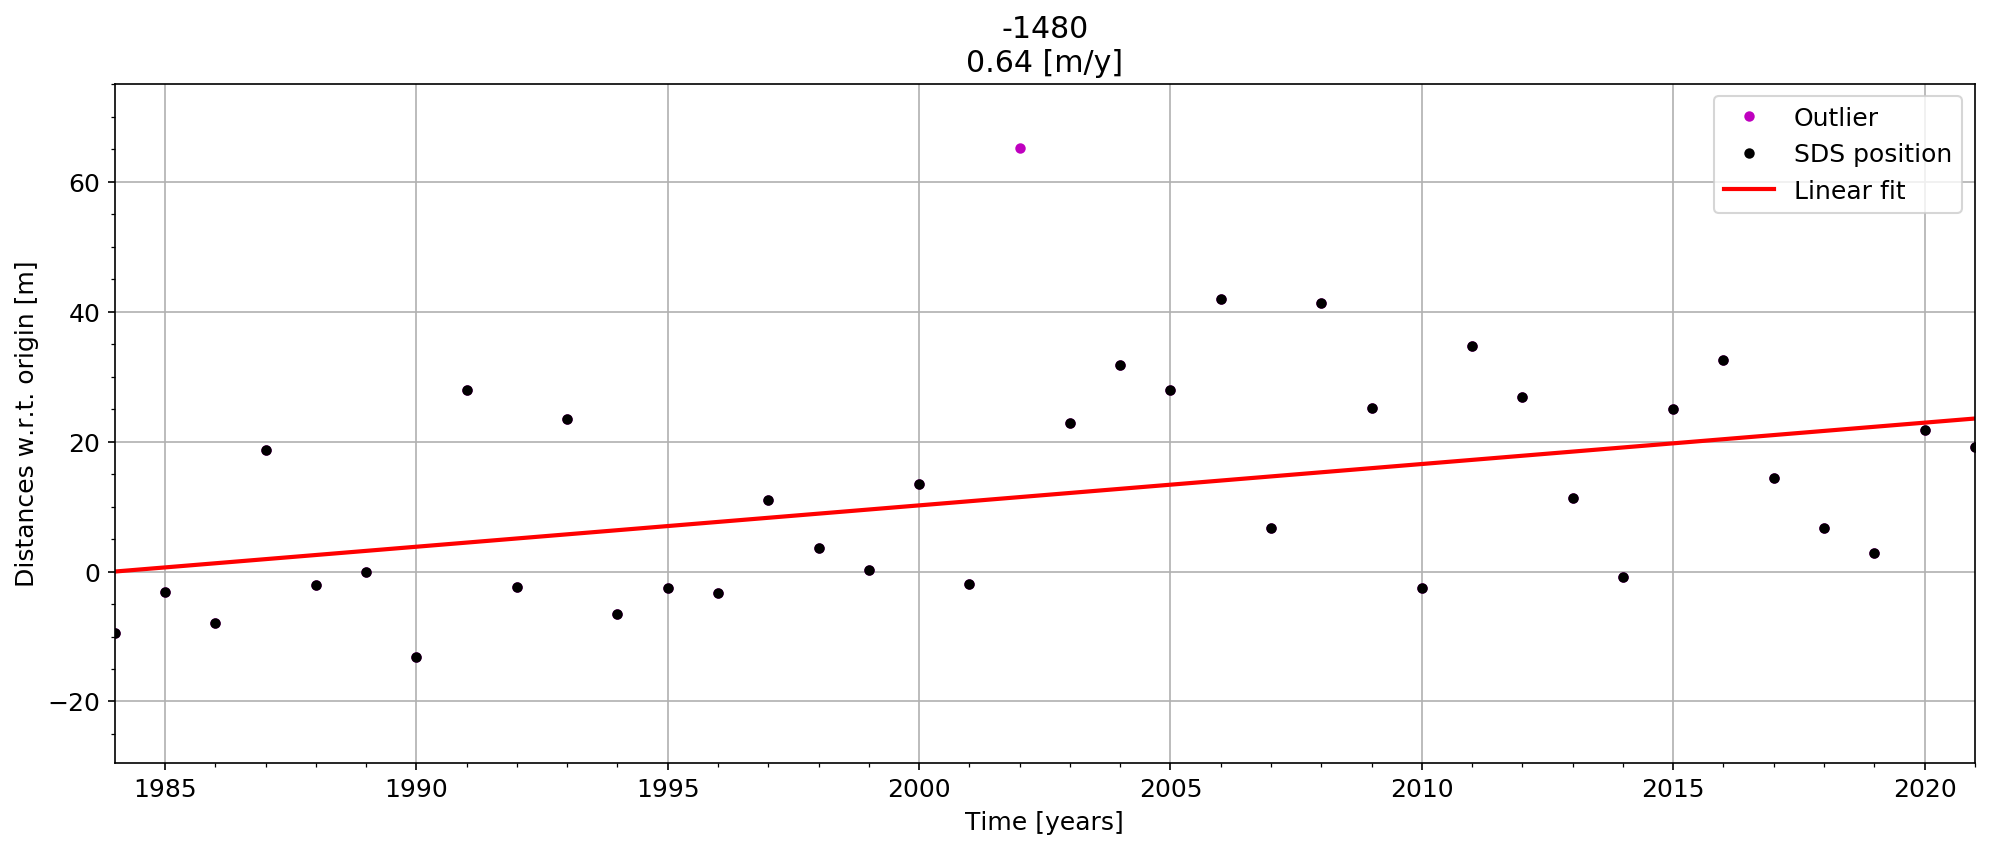 -1480
0.64 [m/y]
Outlier
SDS position
Linear fit
Distances w.r.t. origin [m]
60
40
20
0
−20
1985 1990 1995 2000 2005 2010 2015 2020
Time [years]